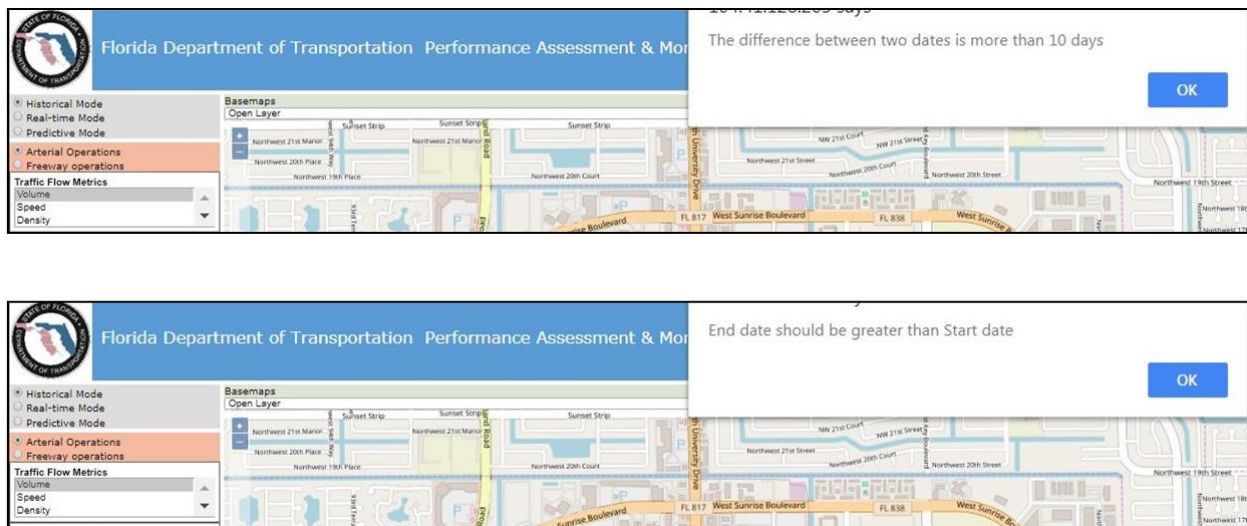 STATE OF FLORIDA
DEPARTMENT OF TRANSPORTATION
Florida Department of Transportation Performance Assessment & Mor
says
The difference between two dates is more than 10 days
OK
Historical Mode
Real-time Mode
Predictive Mode
Arterial Operations
Freeway operations
Traffic Flow Metrics
Volume
Speed
Density
Basemaps
Open Layer
+
−
Sunset Strip
Sunset Strip
Sunset Strip
Northwest 21st Manor
Northwest 21st Manor
Northwest 20th Place
Northwest 19th Place
Northwest 20th Court
NW 21st Court
NW 21st Street
Northwest 21st Street
Northwest 20th Court
Northwest 20th Street
Northwest 19th Street
th University Drive
P
P
FL 817
West Sunrise Boulevard
FL 838
West Sunrise B
STATE OF FLORIDA
DEPARTMENT OF TRANSPORTATION
Florida Department of Transportation Performance Assessment & Mor
End date should be greater than Start date
OK
Historical Mode
Real-time Mode
Predictive Mode
Arterial Operations
Freeway operations
Traffic Flow Metrics
Volume
Speed
Density
Basemaps
Open Layer
+
−
Sunset Strip
Sunset Strip
Sunset Strip
Northwest 21st Manor
Northwest 21st Manor
Northwest 20th Place
Northwest 19th Place
Northwest 20th Court
NW 21st Court
NW 21st Street
Northwest 21st Street
Northwest 20th Court
Northwest 20th Street
Northwest 19th Street
th University Drive
P
P
FL 817
West Sunrise Boulevard
FL 838
West Sunrise B